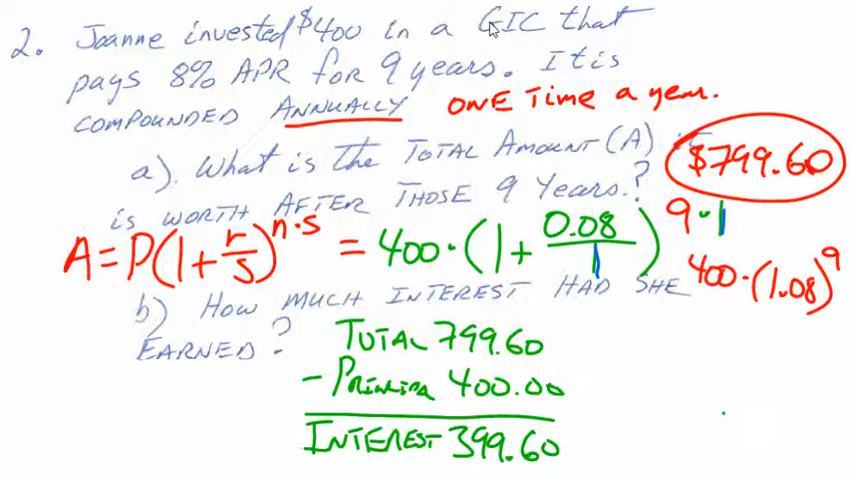 2. Joanne invested $400 in a GIC that
pays 8% APR for 9 years. It is
COMPOUNDED ANNUALLY ONE Time a year.
a). What is the TOTAL AMOUNT (A) it
$799.60
is WORTH AFTER THOSE 9 Years.?
A = P(1 + r/s)^n·s = 400·(1 + 0.08/1)^9·1
400·(1.08)^9
b) HOW MUCH INTEREST HAD SHE
EARNED?
TOTAL 799.60
- 400.00
INTEREST 399.60